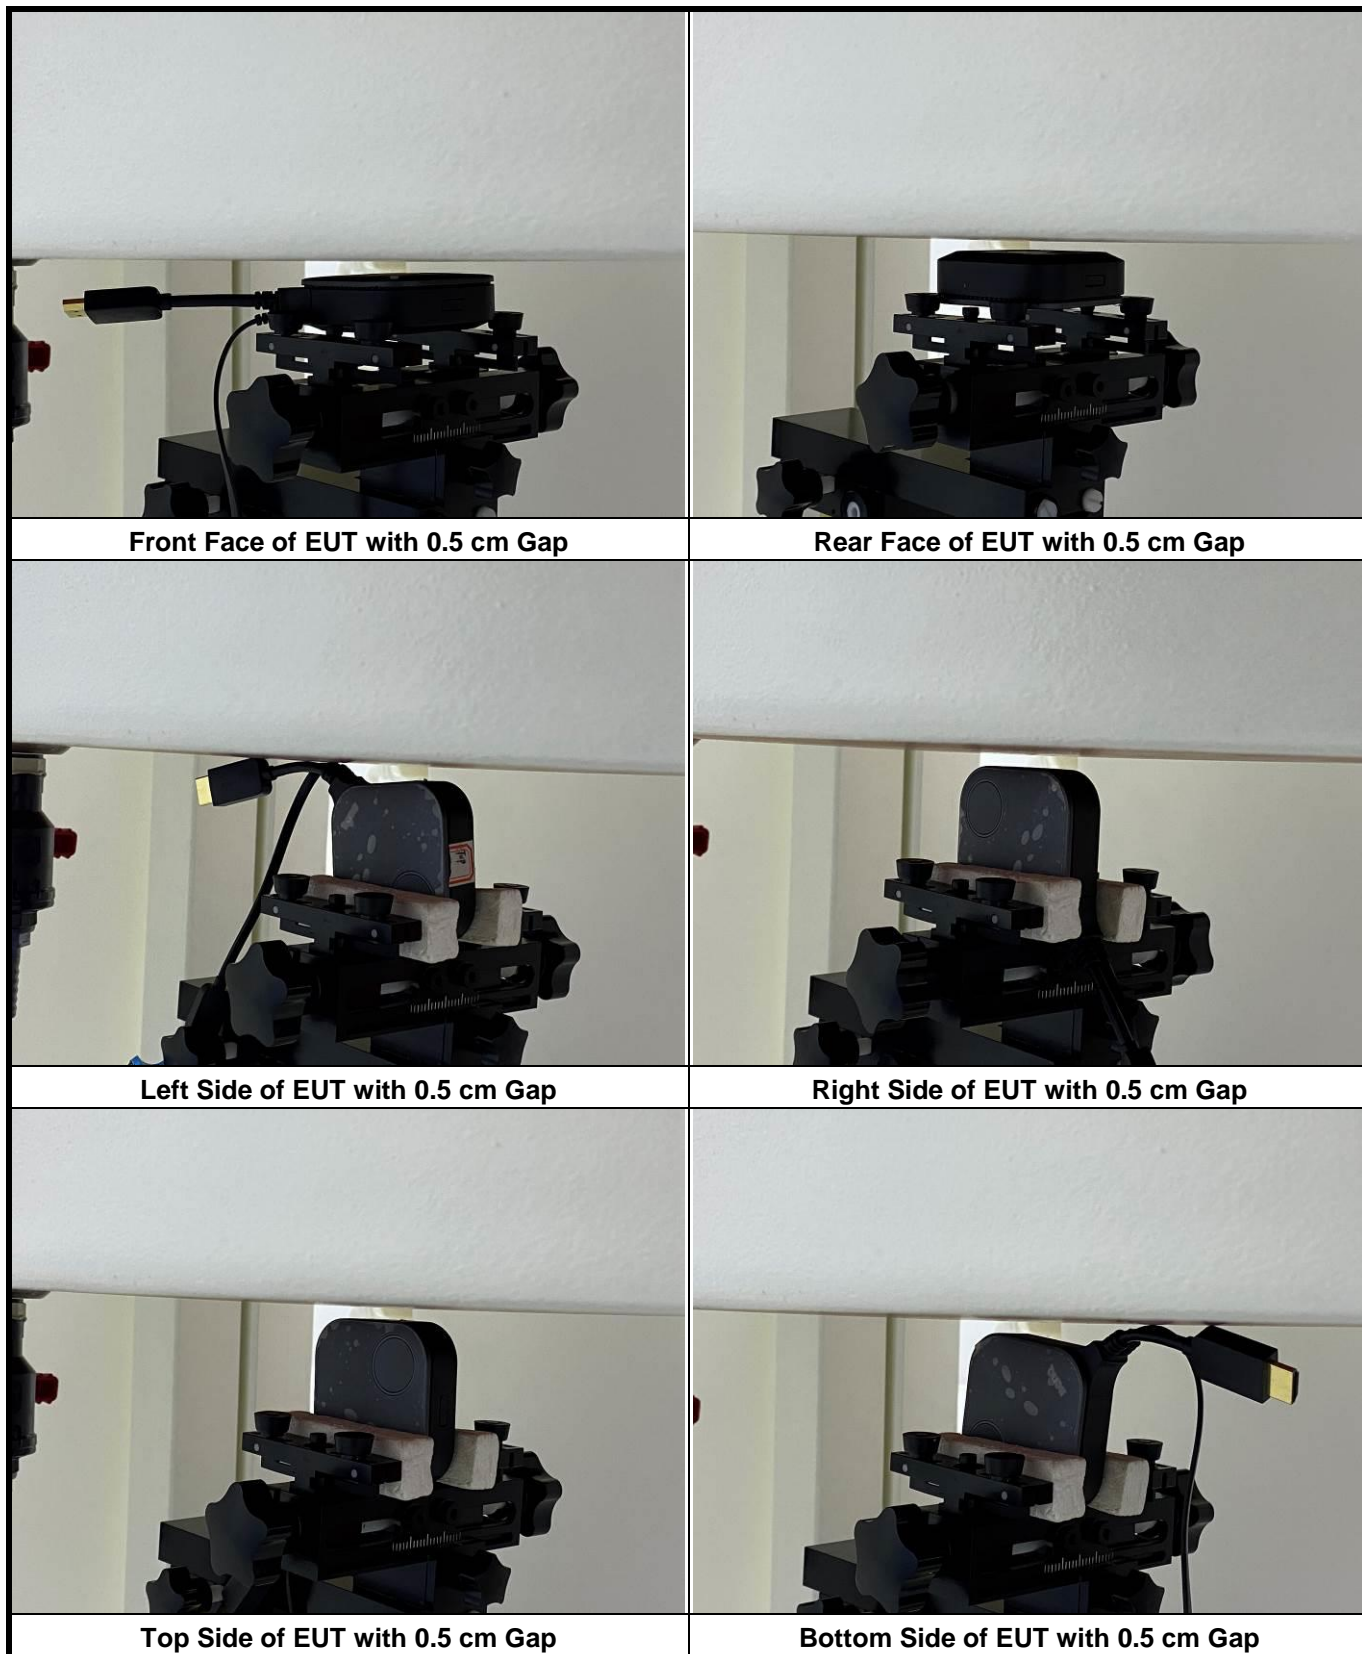 Front Face of EUT with 0.5 cm Gap
Rear Face of EUT with 0.5 cm Gap
Top
Left Side of EUT with 0.5 cm Gap
Right Side of EUT with 0.5 cm Gap
Top Side of EUT with 0.5 cm Gap
Bottom Side of EUT with 0.5 cm Gap